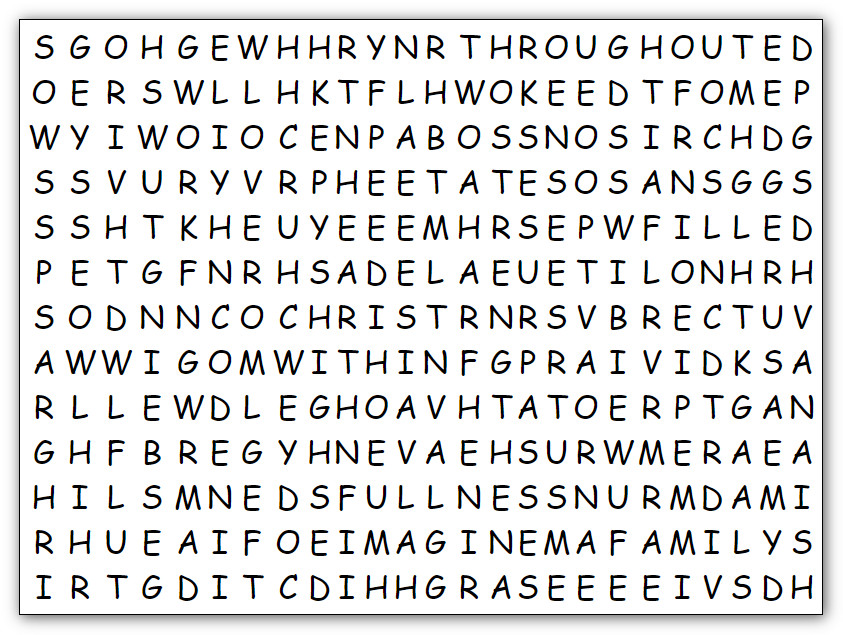 S G O H G E W H H R Y N R T H R O U G H O U T E D
O E R S W L L H K T F L H W O K E E D T F O M E P
W Y I W O I O C E N P A B O S S N O S I R C H D G
S S V U R Y V R P H E E T A T E S O S A N S G G S
S S H T K H E U Y E E E M H R S E P W F I L L E D
P E T G F N R H S A D E L A E U E T I L O N H R H
S O D N N C O C H R I S T R N R S V B R E C T U V
A W W I G O M W I T H I N F G P R A I V I D K S A
R L L E W D L E G H O A V H T A T O E R P T G A N
G H F B R E G Y H N E V A E H S U R W M E R A E A
H I L S M N E D S F U L L N E S S N U R M D A M I
R H U E A I F O E I M A G I N E M A F A M I L Y S
I R T G D I T C D I H H G R A S E E E E I V S D H